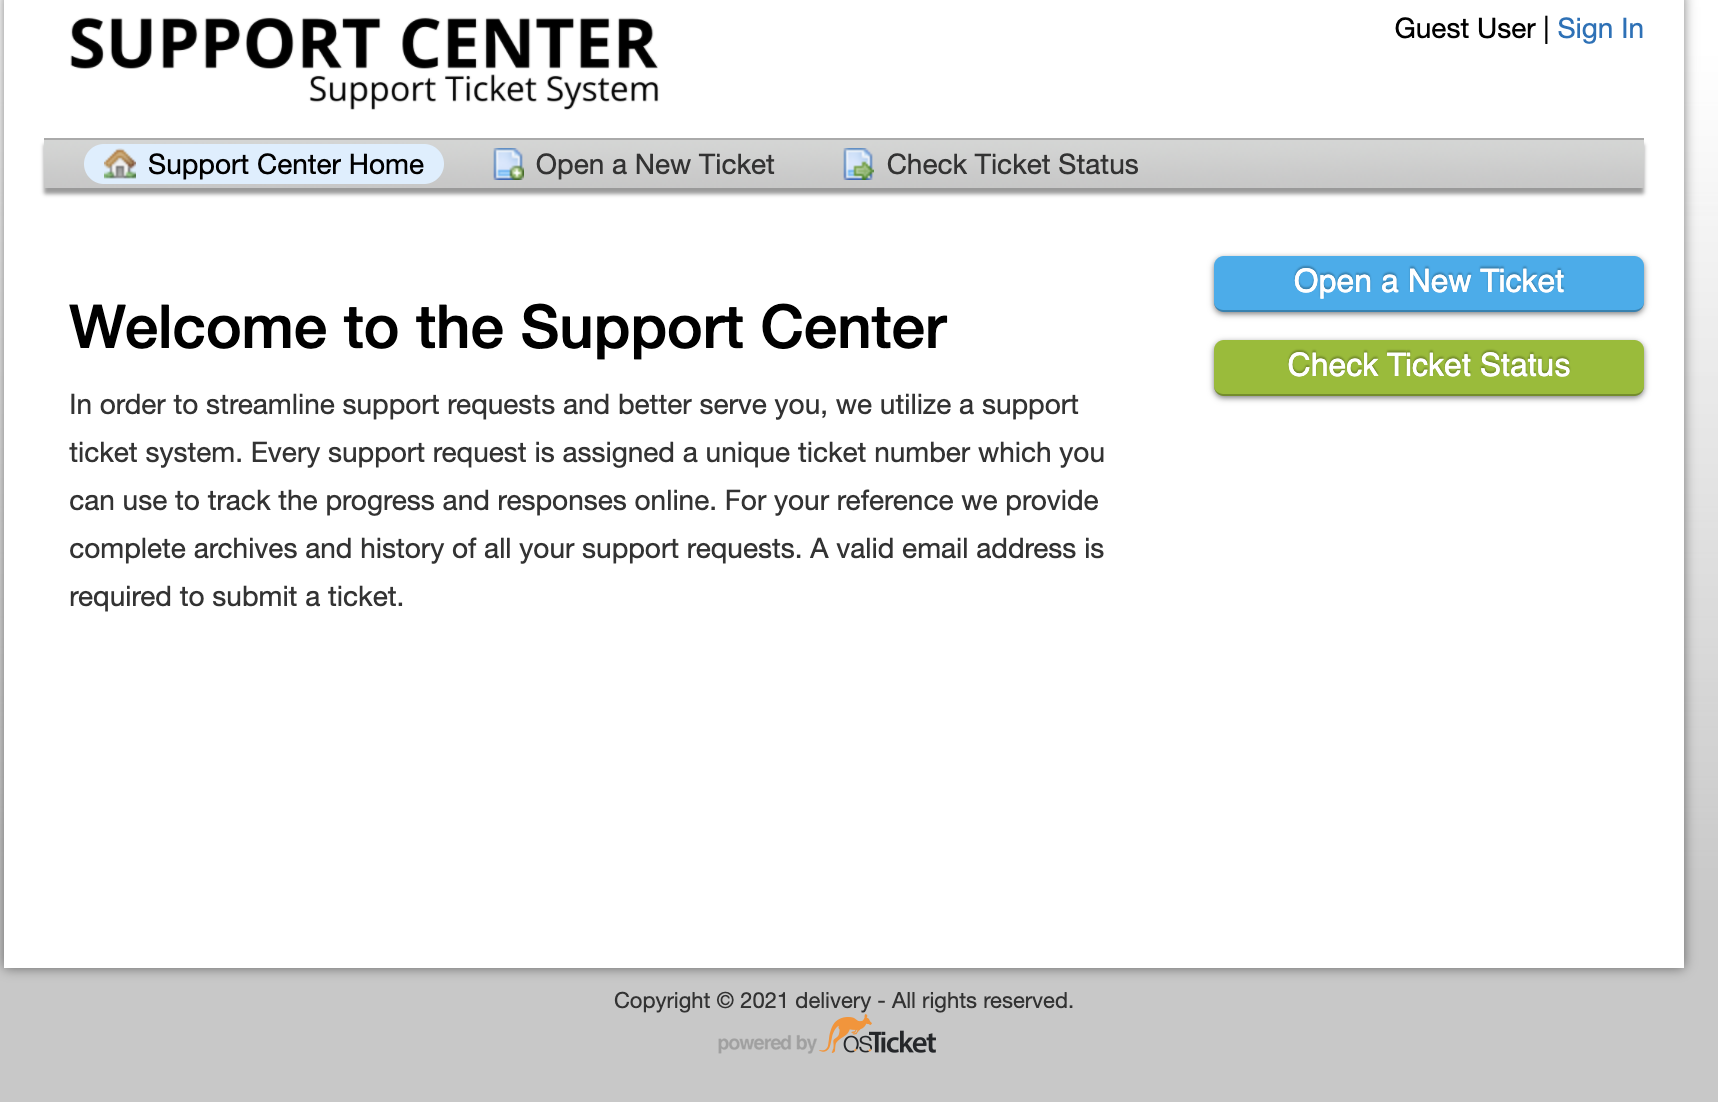 SUPPORT CENTER
Support Ticket System
Guest User | Sign In
Support Center Home
Open a New Ticket
Check Ticket Status
Welcome to the Support Center
In order to streamline support requests and better serve you, we utilize a support
ticket system. Every support request is assigned a unique ticket number which you
can use to track the progress and responses online. For your reference we provide
complete archives and history of all your support requests. A valid email address is
required to submit a ticket.
Open a New Ticket
Check Ticket Status
Copyright © 2021 delivery - All rights reserved.
powered by osTicket